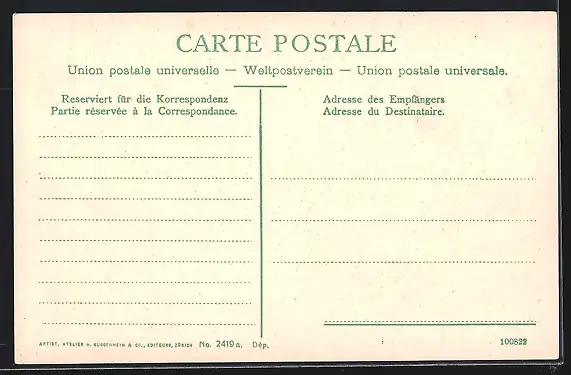 CARTE POSTALE
Union postale universelle — Weltpostverein — Union postale universale.
Reserviert für die Korrespondenz
Partie réservée à la Correspondance.
Adresse des Empfängers
Adresse du Destinataire.
ARTIST. ATELIER H. GUGGENHEIM & CO., EDITEURS, ZÜRICH No. 2419 a. Dép.
100822